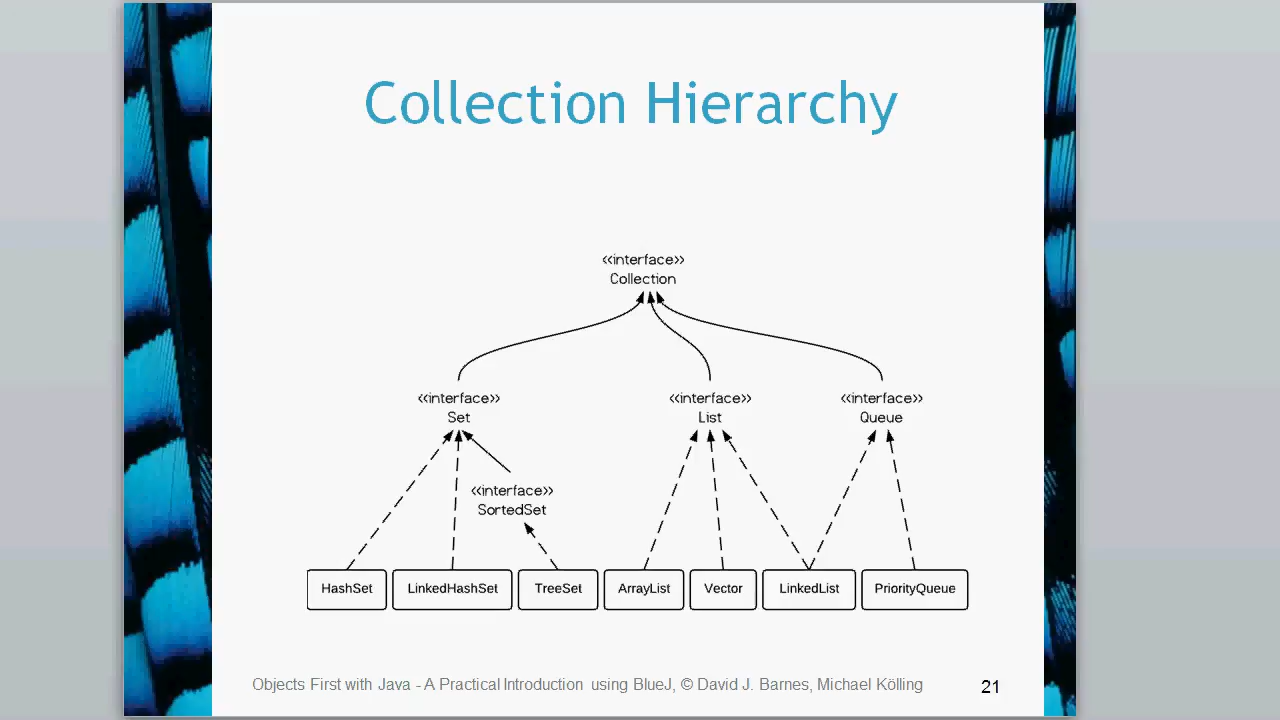 Collection Hierarchy
<<interface>>
Collection
<<interface>> <<interface>> <<interface>>
Set List Queue
<<interface>>
SortedSet
HashSet LinkedHashSet TreeSet ArrayList Vector LinkedList PriorityQueue
Objects First with Java - A Practical Introduction using BlueJ, © David J. Barnes, Michael Kölling 21